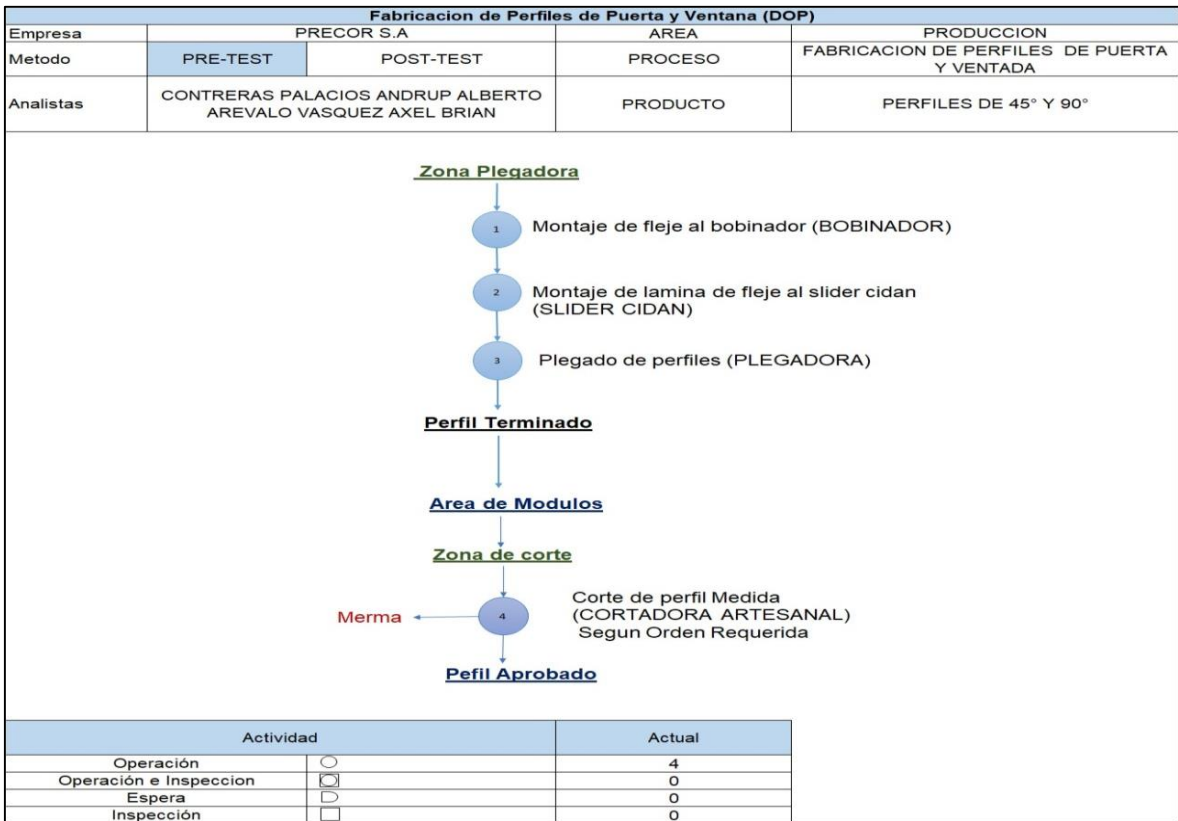 Fabricacion de Perfiles de Puerta y Ventana (DOP)
Empresa PRECOR S.A AREA PRODUCCION
Metodo PRE-TEST POST-TEST PROCESO FABRICACION DE PERFILES DE PUERTA
Y VENTADA
Analistas CONTRERAS PALACIOS ANDRUP ALBERTO
AREVALO VASQUEZ AXEL BRIAN PRODUCTO PERFILES DE 45° Y 90°
Zona Plegadora
1 Montaje de fleje al bobinador (BOBINADOR)
2 Montaje de lamina de fleje al slider cidan
(SLIDER CIDAN)
3 Plegado de perfiles (PLEGADORA)
Perfil Terminado
Area de Modulos
Zona de corte
Corte de perfil Medida
Merma 4 (CORTADORA ARTESANAL)
Segun Orden Requerida
Pefil Aprobado
Actividad Actual
Operación 4
Operación e Inspeccion 0
Espera 0
Inspección 0